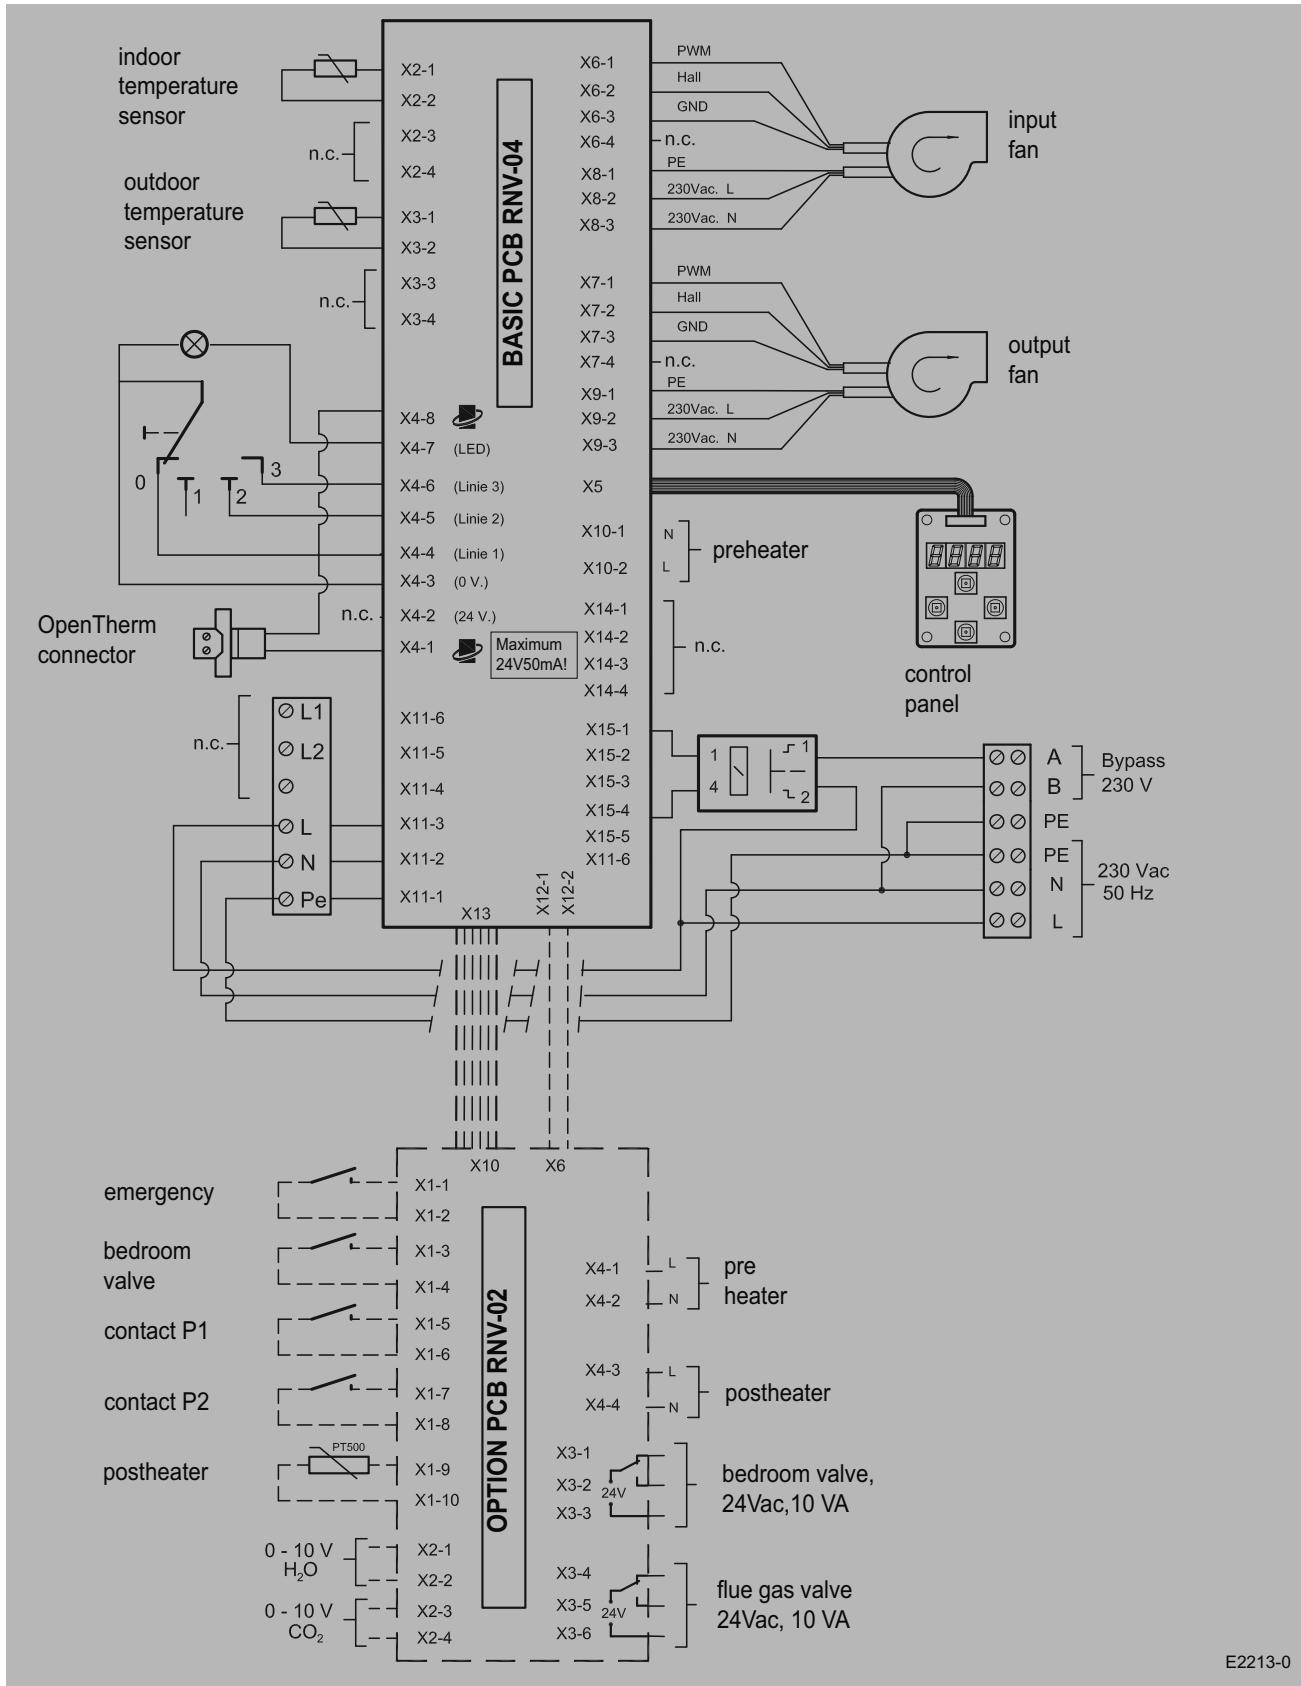 indoor
temperature
sensor
n.c.
outdoor
temperature
sensor
n.c.
0
1
2
3
OpenTherm
connector
n.c.
n.c.
L1
L2
L
N
Pe
X2-1
X2-2
X2-3
X2-4
X3-1
X3-2
X3-3
X3-4
X4-8
X4-7 (LED)
X4-6 (Linie 3)
X4-5 (Linie 2)
X4-4 (Linie 1)
X4-3 (0 V.)
X4-2 (24 V.)
X4-1
Maximum
24V50mA!
X11-6
X11-5
X11-4
X11-3
X11-2
X11-1
X13
X12-1
X12-2
BASIC PCB RNV-04
X6-1
X6-2
X6-3
X6-4
X8-1
X8-2
X8-3
PWM
Hall
GND
n.c.
PE
230Vac. L
230Vac. N
input
fan
X7-1
X7-2
X7-3
X7-4
X9-1
X9-2
X9-3
PWM
Hall
GND
n.c.
PE
230Vac. L
230Vac. N
output
fan
X5
8888
control
panel
X10-1 N
X10-2 L
preheater
X14-1
X14-2
X14-3
X14-4
n.c.
X15-1
X15-2
X15-3
X15-4
X15-5
X11-6
1
4
1
2
A
B
PE
PE
N
L
Bypass
230 V
230 Vac
50 Hz
X10
X6
emergency
bedroom
valve
contact P1
contact P2
postheater
PT500
0 - 10 V
H2O
0 - 10 V
CO2
X1-1
X1-2
X1-3
X1-4
X1-5
X1-6
X1-7
X1-8
X1-9
X1-10
X2-1
X2-2
X2-3
X2-4
OPTION PCB RNV-02
X4-1 L
X4-2 N
pre
heater
X4-3 L
X4-4 N
postheater
X3-1
X3-2
X3-3
24V
bedroom valve,
24Vac,10 VA
X3-4
X3-5
X3-6
24V
flue gas valve
24Vac, 10 VA
E2213-0